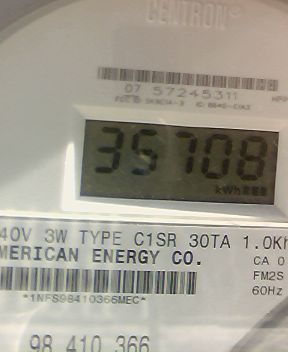 CENTRON®
07 57245311
35708
kWh
40V 3W TYPE C1SR 30TA 1.0Kh
MERICAN ENERGY CO.
CA 0
FM2S
60Hz
*1NFS98410366MEC*
98 410 366